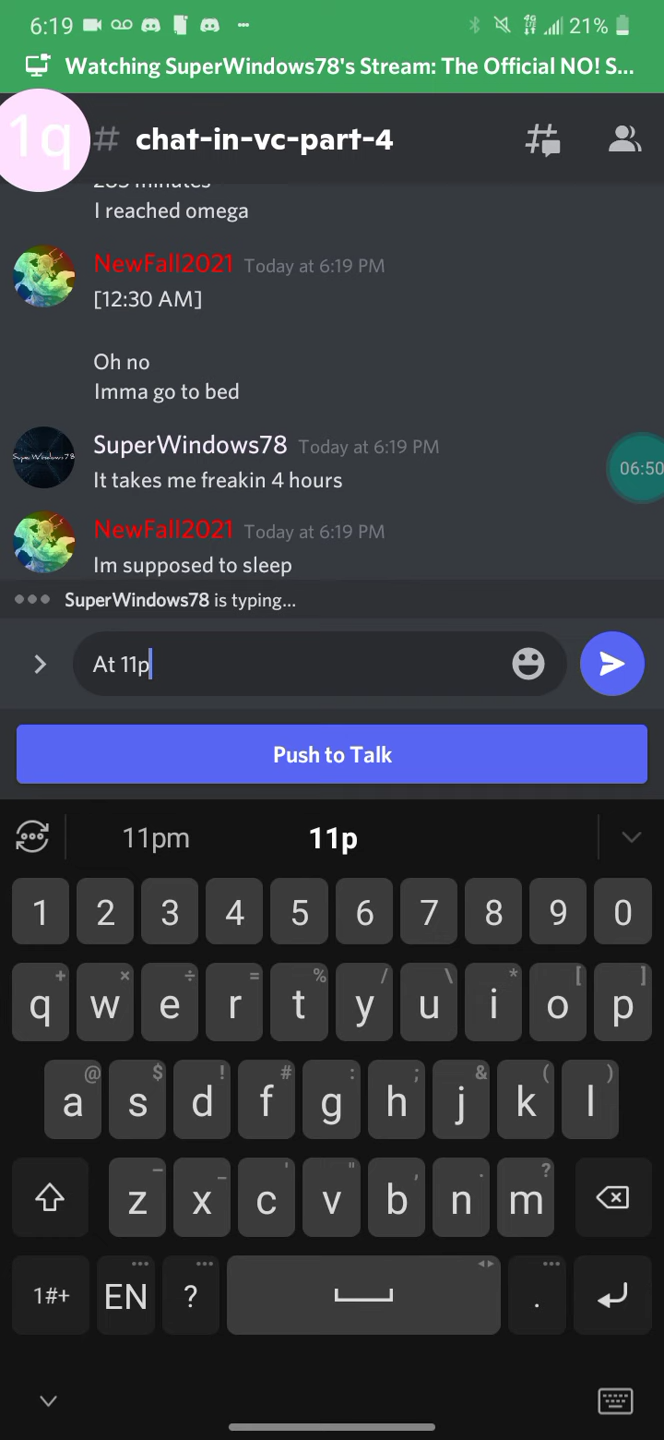 6:19 21%
Watching SuperWindows78's Stream: The Official NO! S...
1q # chat-in-vc-part-4
285 minutes
I reached omega
NewFall2021 Today at 6:19 PM
[12:30 AM]
Oh no
Imma go to bed
SuperWindows78 Today at 6:19 PM
It takes me freakin 4 hours
06:50
NewFall2021 Today at 6:19 PM
Im supposed to sleep
SuperWindows78 is typing...
At 11p
Push to Talk
11pm 11p
1 2 3 4 5 6 7 8 9 0
q w e r t y u i o p
a s d f g h j k l
z x c v b n m
1#+ EN ? .